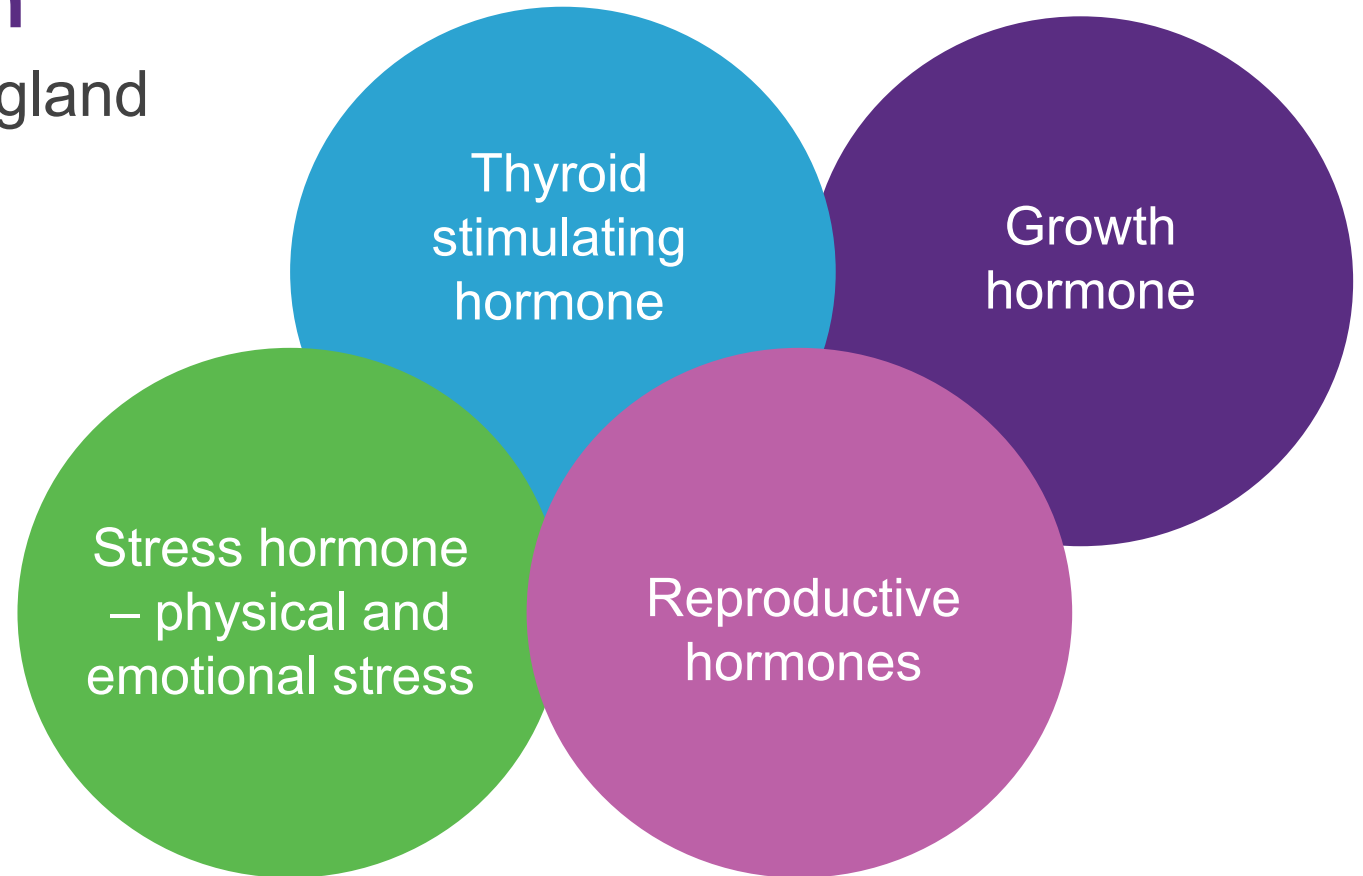 gland
Thyroid
stimulating
hormone
Growth
hormone
Stress hormone
– physical and
emotional stress
Reproductive
hormones